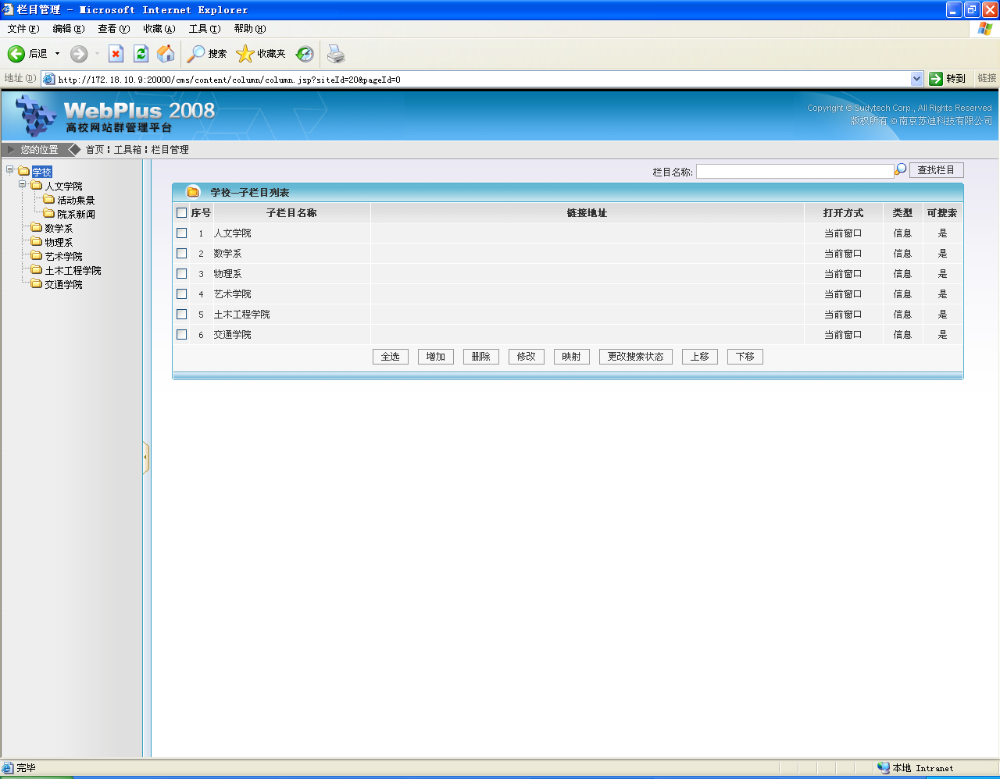 栏目管理 - Microsoft Internet Explorer
文件(F) 编辑(E) 查看(V) 收藏(A) 工具(T) 帮助(H)
后退 搜索 收藏夹
地址(D) http://172.18.10.9:20000/cms/content/column/column.jsp?siteId=20&pageId=0 转到 链接
WebPlus 2008
高校网站群管理平台
Copyright © Sudytech Corp., All Rights Reserved
版权所有 © 南京苏迪科技有限公司
您的位置 首页 工具箱 栏目管理
学校
人文学院
活动集景
院系新闻
数学系
物理系
艺术学院
土木工程学院
交通学院
栏目名称: 查找栏目
学校--子栏目列表
序号 子栏目名称 链接地址 打开方式 类型 可搜索
1 人文学院 当前窗口 信息 是
2 数学系 当前窗口 信息 是
3 物理系 当前窗口 信息 是
4 艺术学院 当前窗口 信息 是
5 土木工程学院 当前窗口 信息 是
6 交通学院 当前窗口 信息 是
全选 增加 删除 修改 映射 更改搜索状态 上移 下移
完毕 本地 Intranet